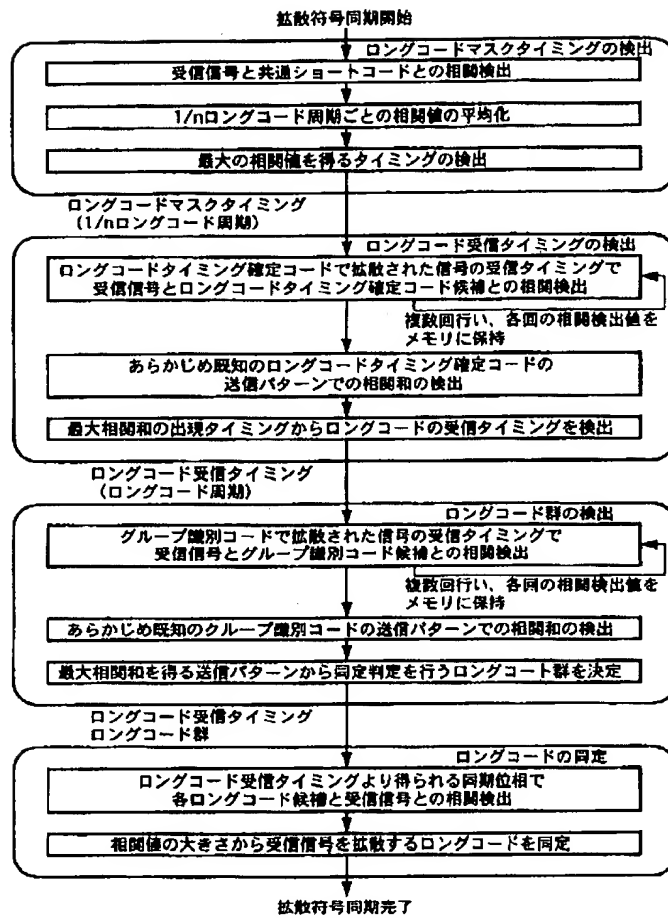 拡散符号同期開始
ロングコードマスクタイミングの検出
受信信号と共通ショートコードとの相関検出
1/nロングコード周期ごとの相関値の平均化
最大の相関値を得るタイミングの検出
ロングコードマスクタイミング
(1/nロングコード周期)
ロングコード受信タイミングの検出
ロングコードタイミング確定コードで拡散された信号の受信タイミングで
受信信号とロングコードタイミング確定コード候補との相関検出
複数回行い、各回の相関検出値を
メモリに保持
あらかじめ既知のロングコードタイミング確定コードの
送信パターンでの相関和の検出
最大相関和の出現タイミングからロングコードの受信タイミングを検出
ロングコード受信タイミング
(ロングコード周期)
ロングコード群の検出
グループ識別コードで拡散された信号の受信タイミングで
受信信号とグループ識別コード候補との相関検出
複数回行い、各回の相関検出値を
メモリに保持
あらかじめ既知のクループ識別コードの送信パターンでの相関和の検出
最大相関和を得る送信パターンから同定判定を行うロングコート群を決定
ロングコード受信タイミング
ロングコード群
ロングコードの同定
ロングコード受信タイミングより得られる同期位相で
各ロングコード候補と受信信号との相関検出
相関値の大きさから受信信号を拡散するロングコードを同定
拡散符号同期完了